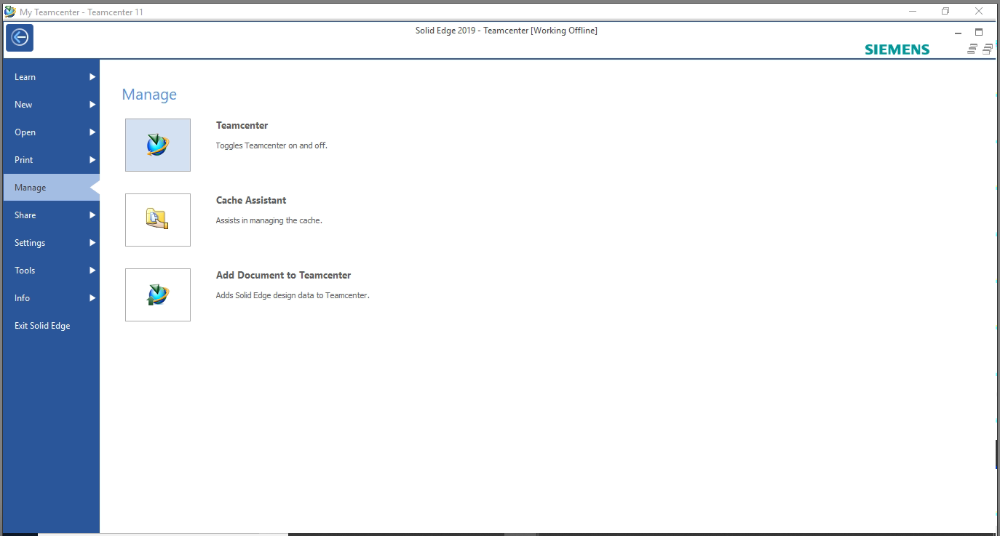 My Teamcenter - Teamcenter 11
Solid Edge 2019 - Teamcenter [Working Offline]
SIEMENS
Learn
New
Open
Print
Manage
Share
Settings
Tools
Info
Exit Solid Edge
Manage
Teamcenter
Toggles Teamcenter on and off.
Cache Assistant
Assists in managing the cache.
Add Document to Teamcenter
Adds Solid Edge design data to Teamcenter.